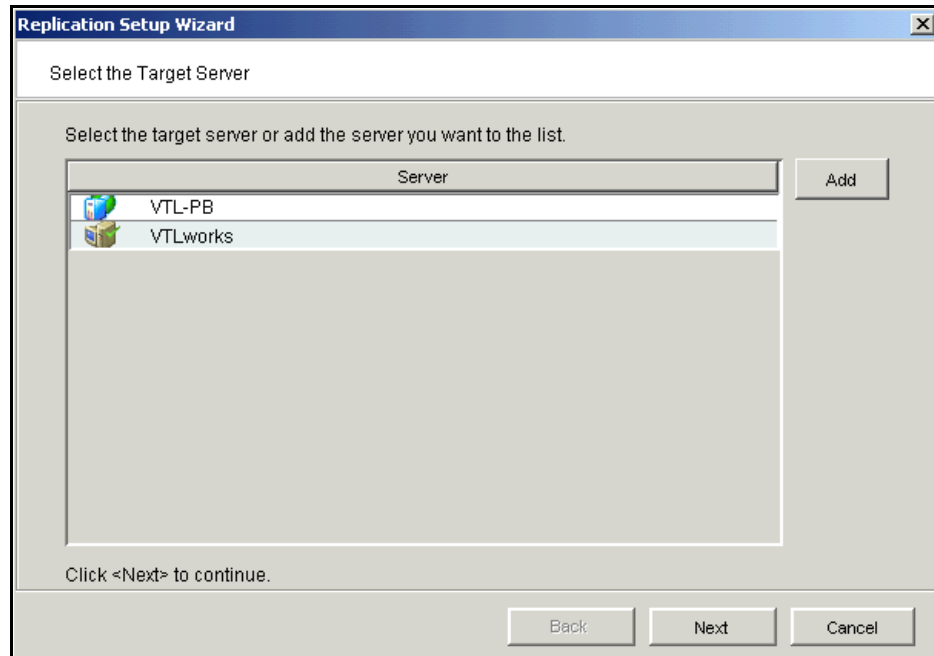 Replication Setup Wizard
Select the Target Server
Select the target server or add the server you want to the list.
Server
Add
VTL-PB
VTLworks
Click <Next> to continue.
Back
Next
Cancel